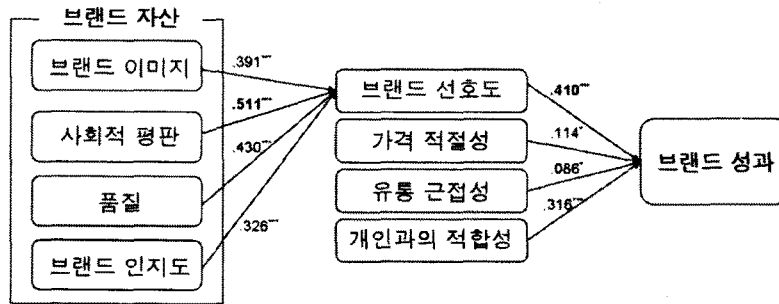 브랜드 자산
브랜드 이미지
사회적 평판
품질
브랜드 인지도
.391***
.511***
.430***
.326***
브랜드 선호도
가격 적절성
유통 근접성
개인과의 적합성
.410***
.114*
.086*
.316***
브랜드 성과